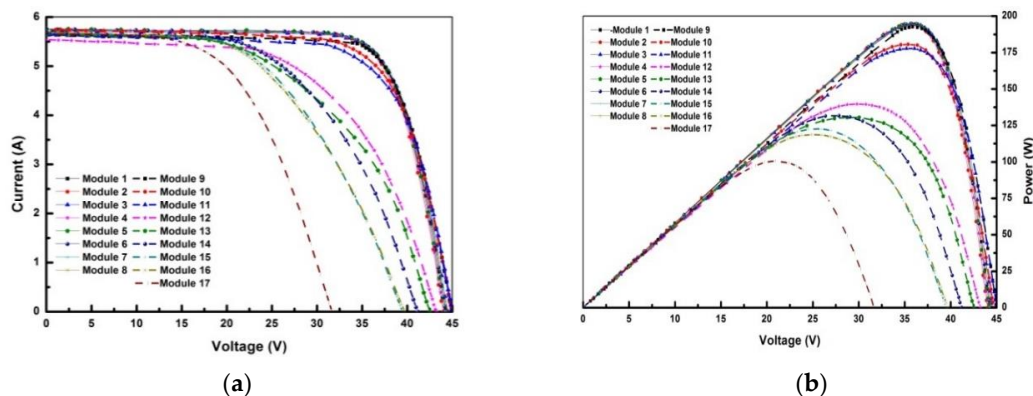 6
5
4
3
2
1
0
Current (A)
Module 1 Module 9
Module 2 Module 10
Module 3 Module 11
Module 4 Module 12
Module 5 Module 13
Module 6 Module 14
Module 7 Module 15
Module 8 Module 16
Module 17
0 5 10 15 20 25 30 35 40 45
Voltage (V)
(a)
Module 1 Module 9
Module 2 Module 10
Module 3 Module 11
Module 4 Module 12
Module 5 Module 13
Module 6 Module 14
Module 7 Module 15
Module 8 Module 16
Module 17
200
175
150
125
100
75
50
25
0
Power (W)
0 5 10 15 20 25 30 35 40 45
Voltage (V)
(b)